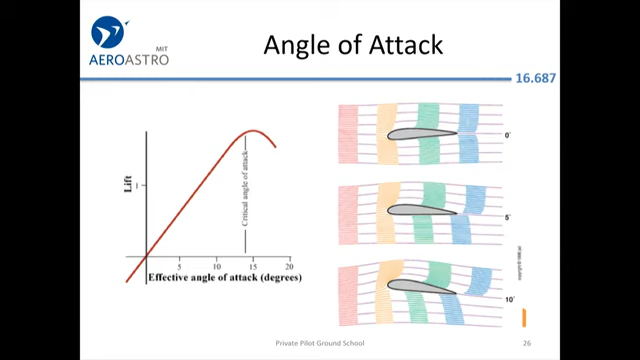 MIT
AEROASTRO
Angle of Attack
16.687
Lift
1
Critical angle of attack
5
10
15
20
Effective angle of attack (degrees)
0°
5°
10°
Private Pilot Ground School
26